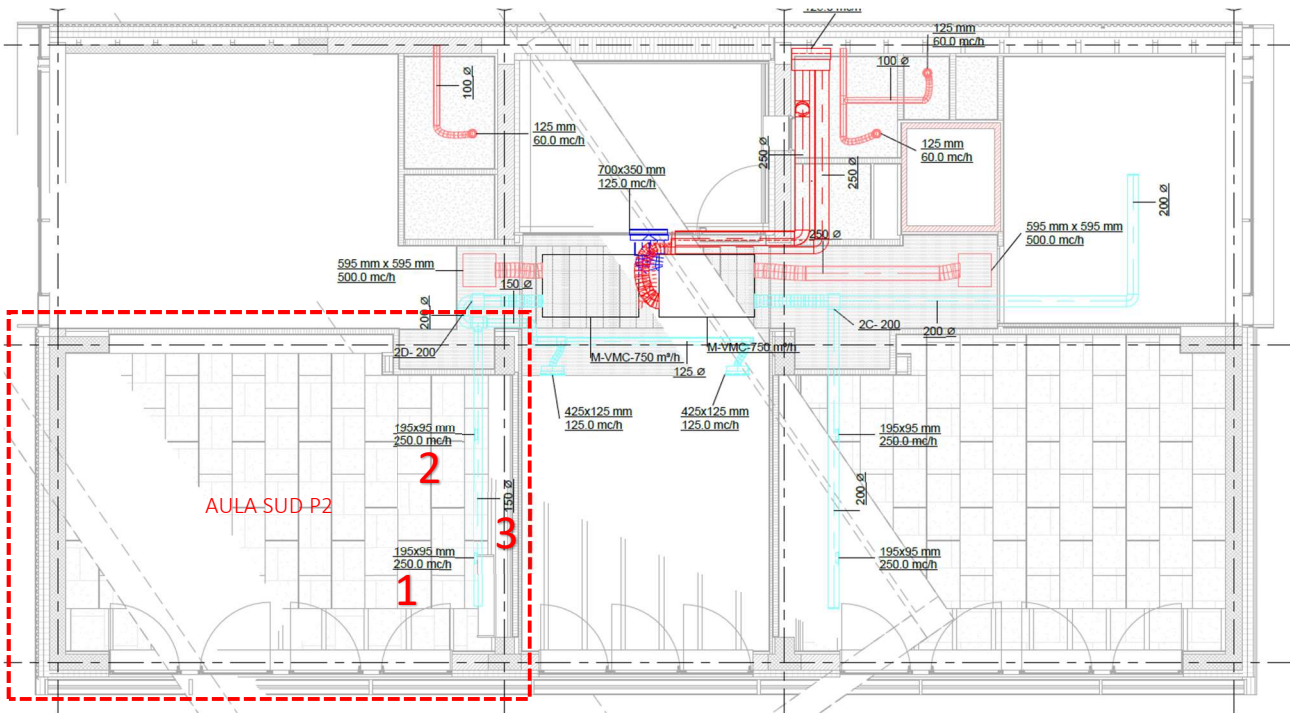 125 mm
60.0 mc/h
100 Ø
100 Ø
125 mm
60.0 mc/h
125 mm
60.0 mc/h
700x350 mm
125.0 mc/h
250 Ø
250 Ø
200 Ø
250 Ø
595 mm x 595 mm
500.0 mc/h
595 mm x 595 mm
500.0 mc/h
150 Ø
200 Ø
2D- 200
M-VMC-750 m³/h
M-VMC-750 m³/h
2C- 200
200 Ø
125 Ø
425x125 mm
125.0 mc/h
425x125 mm
125.0 mc/h
195x95 mm
250.0 mc/h
2
195x95 mm
250.0 mc/h
AULA SUD P2
150 Ø
3
200 Ø
195x95 mm
250.0 mc/h
1
195x95 mm
250.0 mc/h